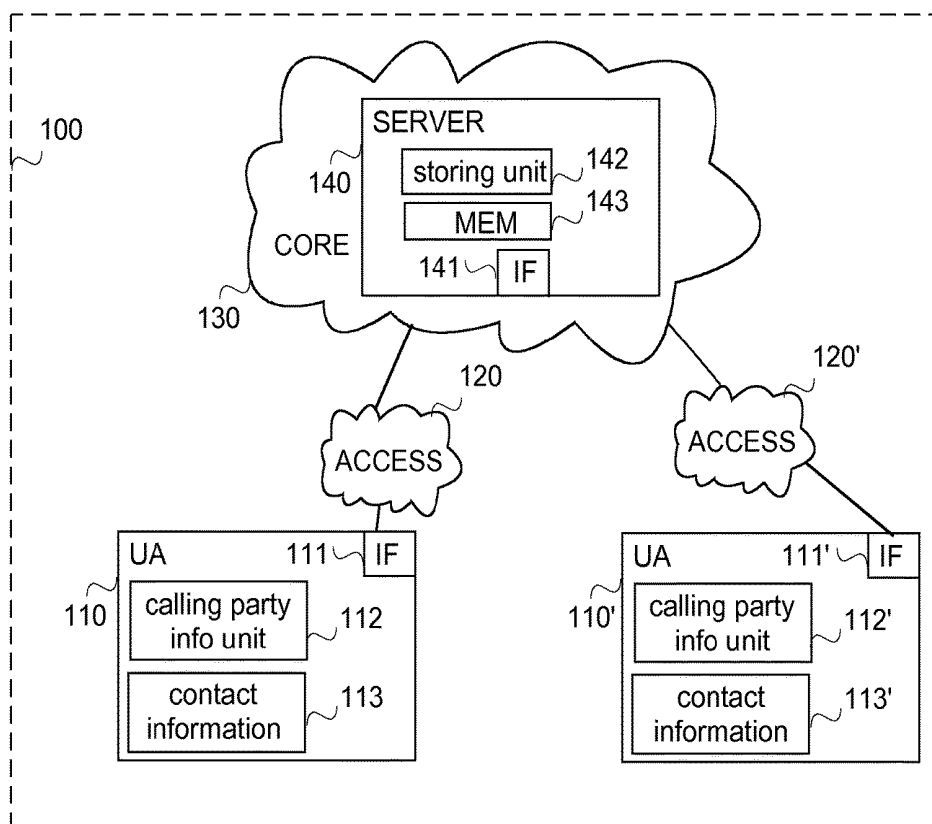 100
SERVER
140
storing unit
142
MEM
143
CORE
141
IF
130
120
ACCESS
120'
ACCESS
UA
111
IF
110
calling party
info unit
112
contact
information
113
UA
111'
IF
110'
calling party
info unit
112'
contact
information
113'